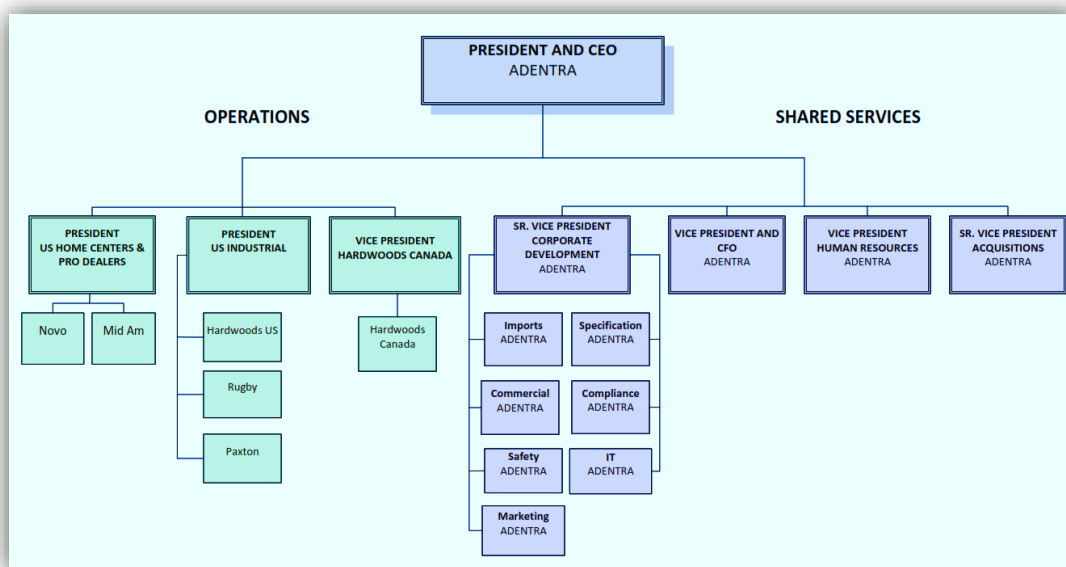 PRESIDENT AND CEO
ADENTRA
OPERATIONS
SHARED SERVICES
PRESIDENT
US HOME CENTERS &
PRO DEALERS
PRESIDENT
US INDUSTRIAL
VICE PRESIDENT
HARDWOODS CANADA
SR. VICE PRESIDENT
CORPORATE
DEVELOPMENT
ADENTRA
VICE PRESIDENT AND
CFO
ADENTRA
VICE PRESIDENT
HUMAN RESOURCES
ADENTRA
SR. VICE PRESIDENT
ACQUISITIONS
ADENTRA
Novo
Mid Am
Hardwoods US
Rugby
Paxton
Hardwoods
Canada
Imports
ADENTRA
Specification
ADENTRA
Commercial
ADENTRA
Compliance
ADENTRA
Safety
ADENTRA
IT
ADENTRA
Marketing
ADENTRA